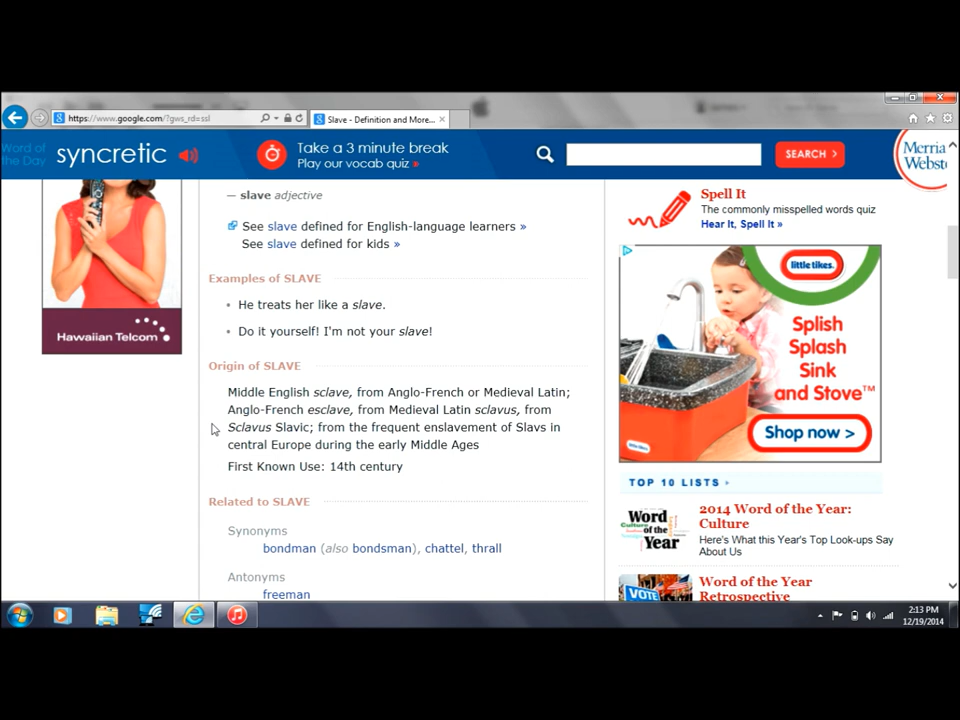 https://www.google.com/?gws_rd=ssl
Slave - Definition and More...
Word of the Day
syncretic
Take a 3 minute break
Play our vocab quiz »
SEARCH >
Merria
Webste
— slave adjective
See slave defined for English-language learners »
See slave defined for kids »
Examples of SLAVE
• He treats her like a slave.
• Do it yourself! I'm not your slave!
Origin of SLAVE
Middle English sclave, from Anglo-French or Medieval Latin;
Anglo-French esclave, from Medieval Latin sclavus, from
Sclavus Slavic; from the frequent enslavement of Slavs in
central Europe during the early Middle Ages
First Known Use: 14th century
Related to SLAVE
Synonyms
bondman (also bondsman), chattel, thrall
Antonyms
freeman
Hawaiian Telcom
Spell It
The commonly misspelled words quiz
Hear It, Spell It »
little tikes.
Splish
Splash
Sink
and Stove™
Shop now >
little tikes
TOP 10 LISTS
Word of the Year
2014 Word of the Year:
Culture
Here's What this Year's Top Look-ups Say
About Us
VOTE
Word of the Year
Retrospective
2:13 PM
12/19/2014